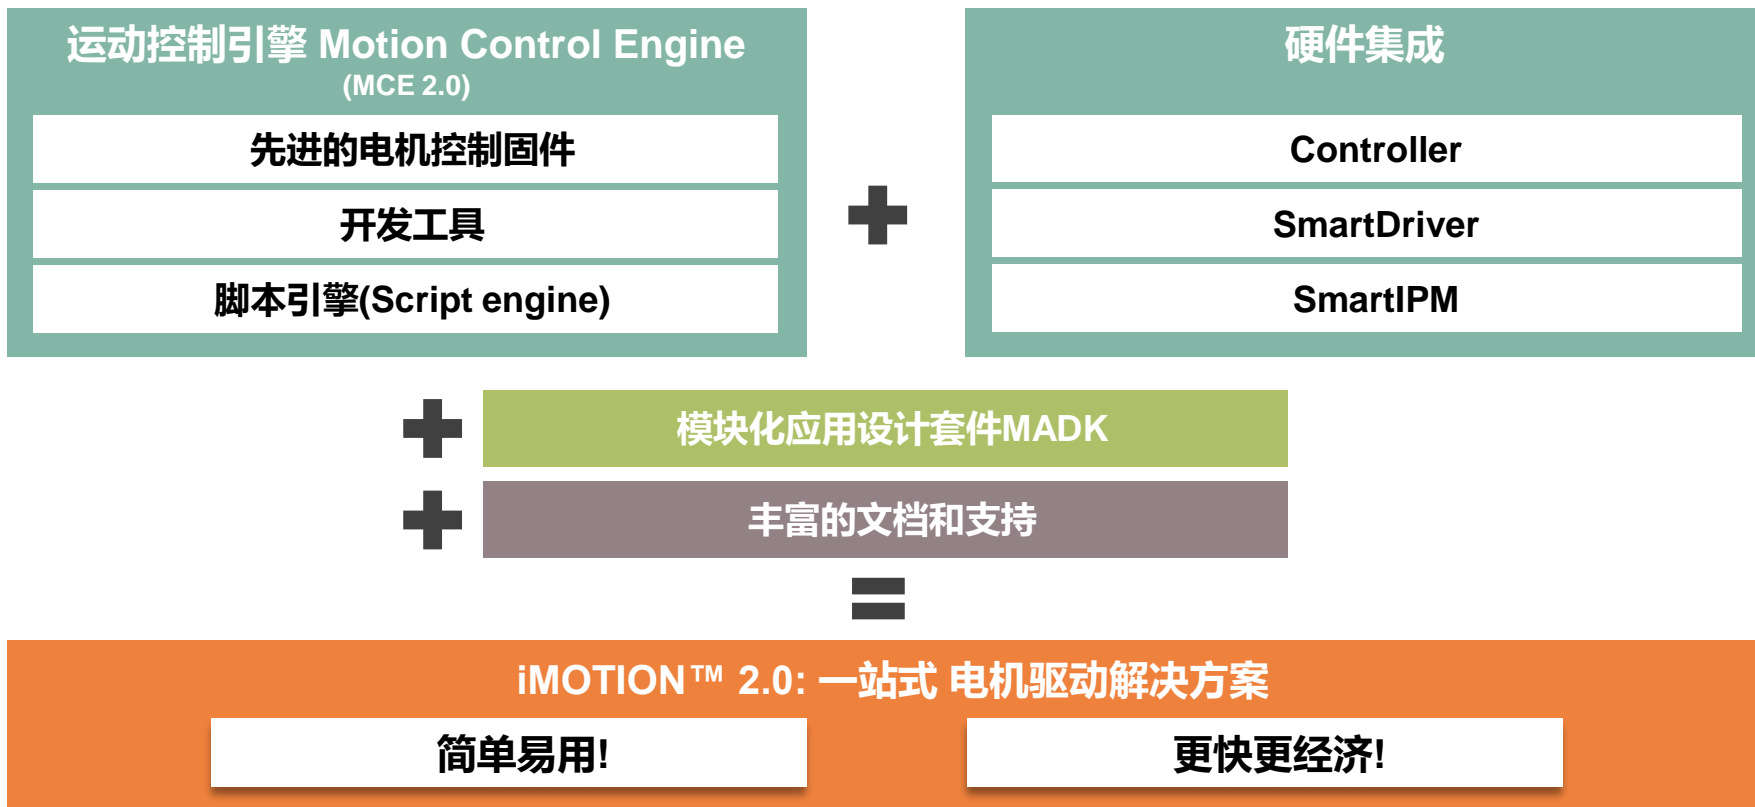 运动控制引擎 Motion Control Engine
(MCE 2.0)
先进的电机控制固件
开发工具
脚本引擎(Script engine)
硬件集成
Controller
SmartDriver
SmartIPM
模块化应用设计套件MADK
丰富的文档和支持
iMOTION™ 2.0: 一站式 电机驱动解决方案
简单易用!
更快更经济!